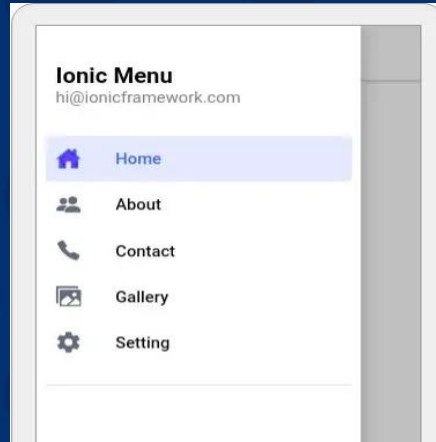 Ionic Menu
hi@ionicframework.com
Home
About
Contact
Gallery
Setting